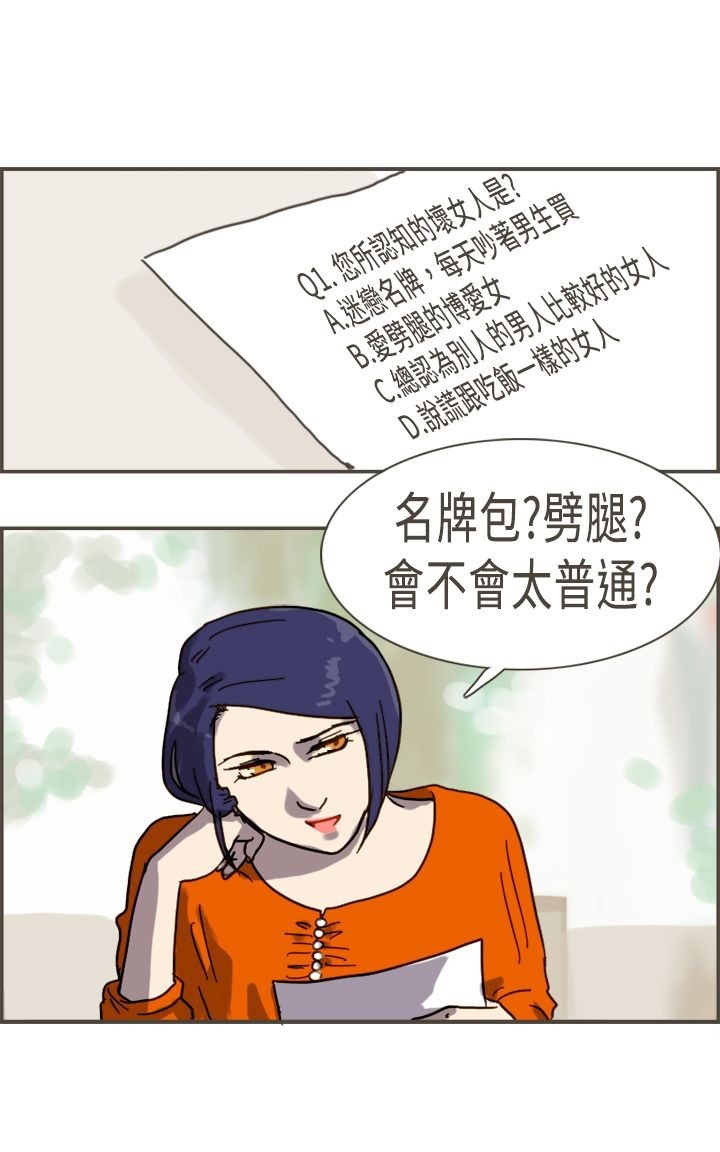 Q1. 您所認知的壞女人是?
A.迷戀名牌，每天吵著男生買
B.愛劈腿的博愛女
C.總認為別人的男人比較好的女人
D.說謊跟吃飯一樣的女人
名牌包?劈腿?
會不會太普通?